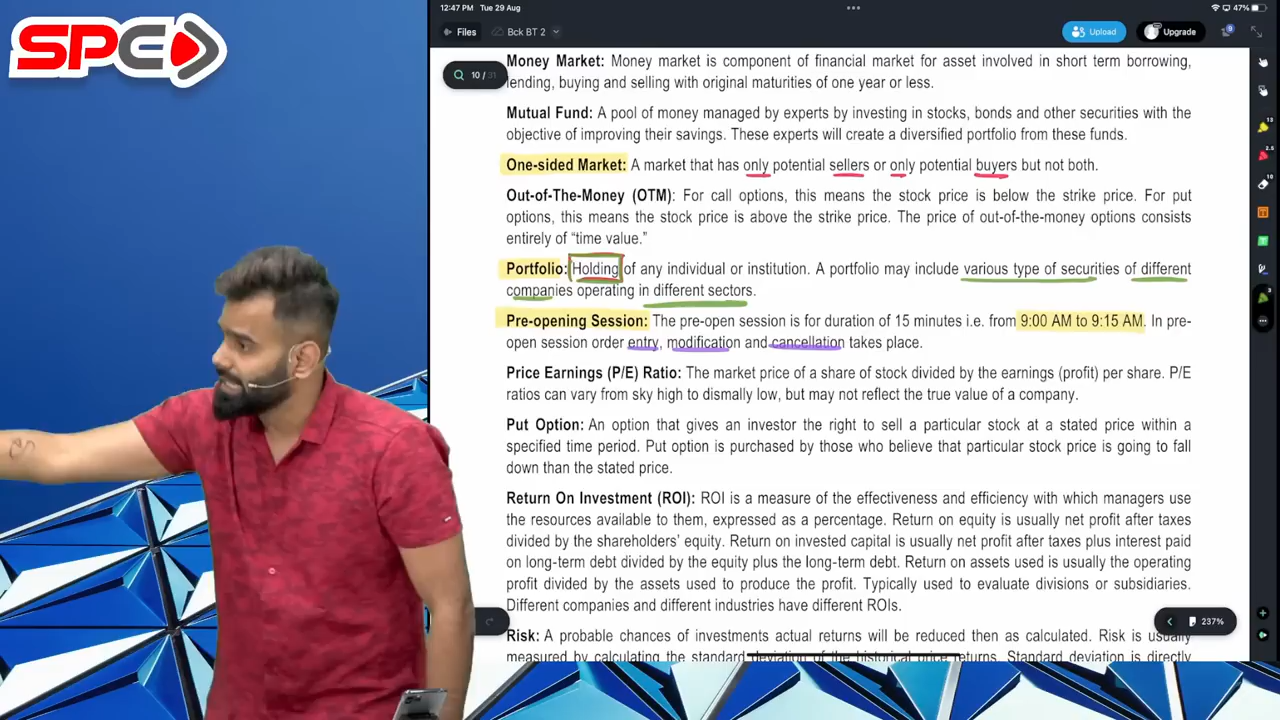 SPC
12:47 PM Tue 29 Aug
47%
Files
Bck BT 2
Upload
Upgrade
10 / 31
Money Market: Money market is component of financial market for asset involved in short term borrowing,
lending, buying and selling with original maturities of one year or less.
Mutual Fund: A pool of money managed by experts by investing in stocks, bonds and other securities with the
objective of improving their savings. These experts will create a diversified portfolio from these funds.
One-sided Market: A market that has only potential sellers or only potential buyers but not both.
Out-of-The-Money (OTM): For call options, this means the stock price is below the strike price. For put
options, this means the stock price is above the strike price. The price of out-of-the-money options consists
entirely of “time value.”
Portfolio: Holding of any individual or institution. A portfolio may include various type of securities of different
companies operating in different sectors.
Pre-opening Session: The pre-open session is for duration of 15 minutes i.e. from 9:00 AM to 9:15 AM. In pre-
open session order entry, modification and cancellation takes place.
Price Earnings (P/E) Ratio: The market price of a share of stock divided by the earnings (profit) per share. P/E
ratios can vary from sky high to dismally low, but may not reflect the true value of a company.
Put Option: An option that gives an investor the right to sell a particular stock at a stated price within a
specified time period. Put option is purchased by those who believe that particular stock price is going to fall
down than the stated price.
Return On Investment (ROI): ROI is a measure of the effectiveness and efficiency with which managers use
the resources available to them, expressed as a percentage. Return on equity is usually net profit after taxes
divided by the shareholders’ equity. Return on invested capital is usually net profit after taxes plus interest paid
on long-term debt divided by the equity plus the long-term debt. Return on assets used is usually the operating
profit divided by the assets used to produce the profit. Typically used to evaluate divisions or subsidiaries.
Different companies and different industries have different ROIs.
237%
Risk: A probable chances of investments actual returns will be reduced then as calculated. Risk is usually
measured by calculating the standard deviation of the historical price returns. Standard deviation is directly